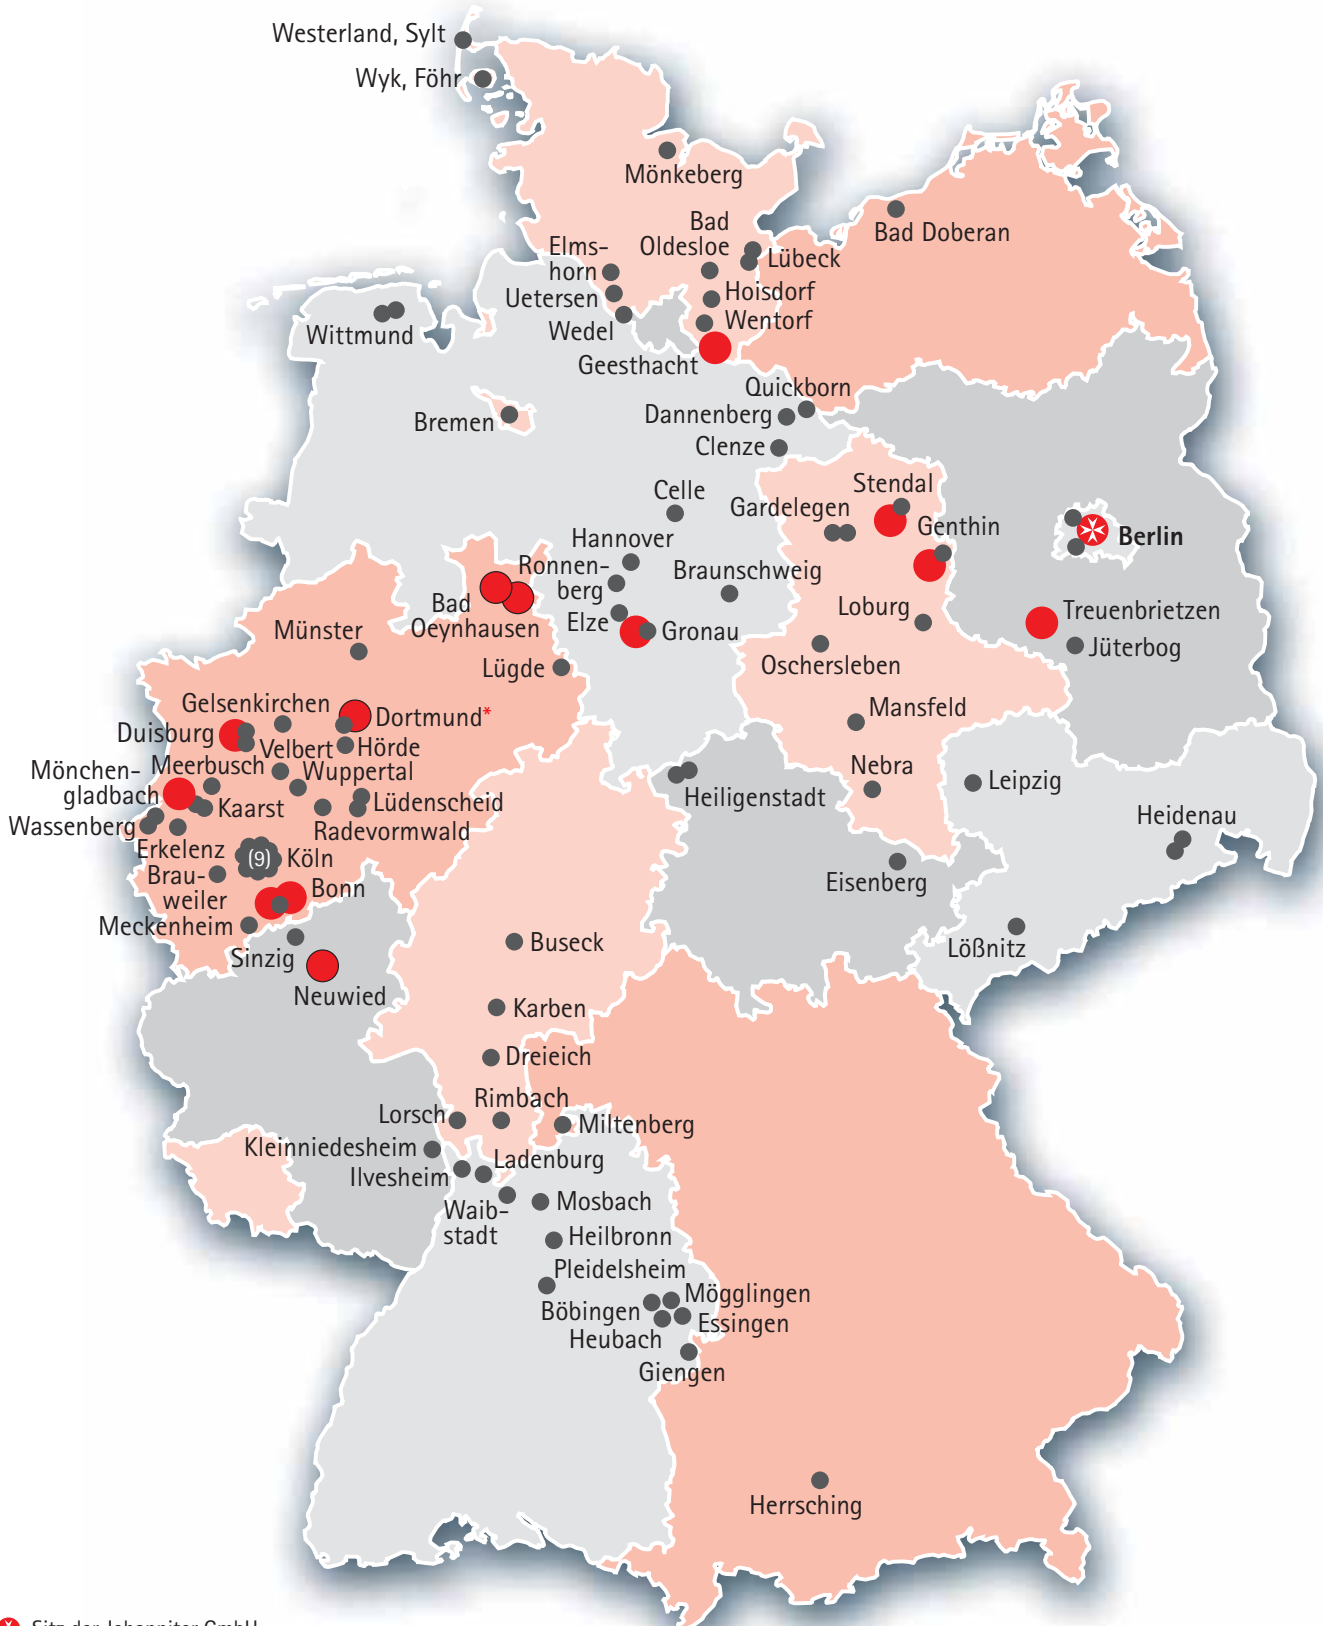 Westerland, Sylt
Wyk, Föhr
Mönkeberg
Bad Doberan
Bad
Oldesloe
Lübeck
Elms-
horn
Uetersen
Hoisdorf
Wedel
Wentorf
Wittmund
Geesthacht
Quickborn
Dannenberg
Bremen
Clenze
Celle
Stendal
Gardelegen
Genthin
Berlin
Hannover
Ronnen-
berg
Braunschweig
Bad
Oeynhausen
Elze
Gronau
Loburg
Treuenbrietzen
Jüterbog
Münster
Lügde
Oschersleben
Gelsenkirchen
Dortmund*
Mansfeld
Duisburg
Velbert
Hörde
Mönchen-
gladbach
Meerbusch
Wuppertal
Nebra
Leipzig
Heiligenstadt
Kaarst
Lüdenscheid
Wassenberg
Radevormwald
Heidenau
Erkelenz
(9)
Köln
Brau-
weiler
Bonn
Eisenberg
Meckenheim
Sinzig
Buseck
Lößnitz
Neuwied
Karben
Dreieich
Rimbach
Lorsch
Miltenberg
Kleinniedesheim
Ladenburg
Ilvesheim
Waib-
stadt
Mosbach
Heilbronn
Pleidelsheim
Mögglingen
Böbingen
Essingen
Heubach
Giengen
Herrsching
Sitz der Johanniter GmbH